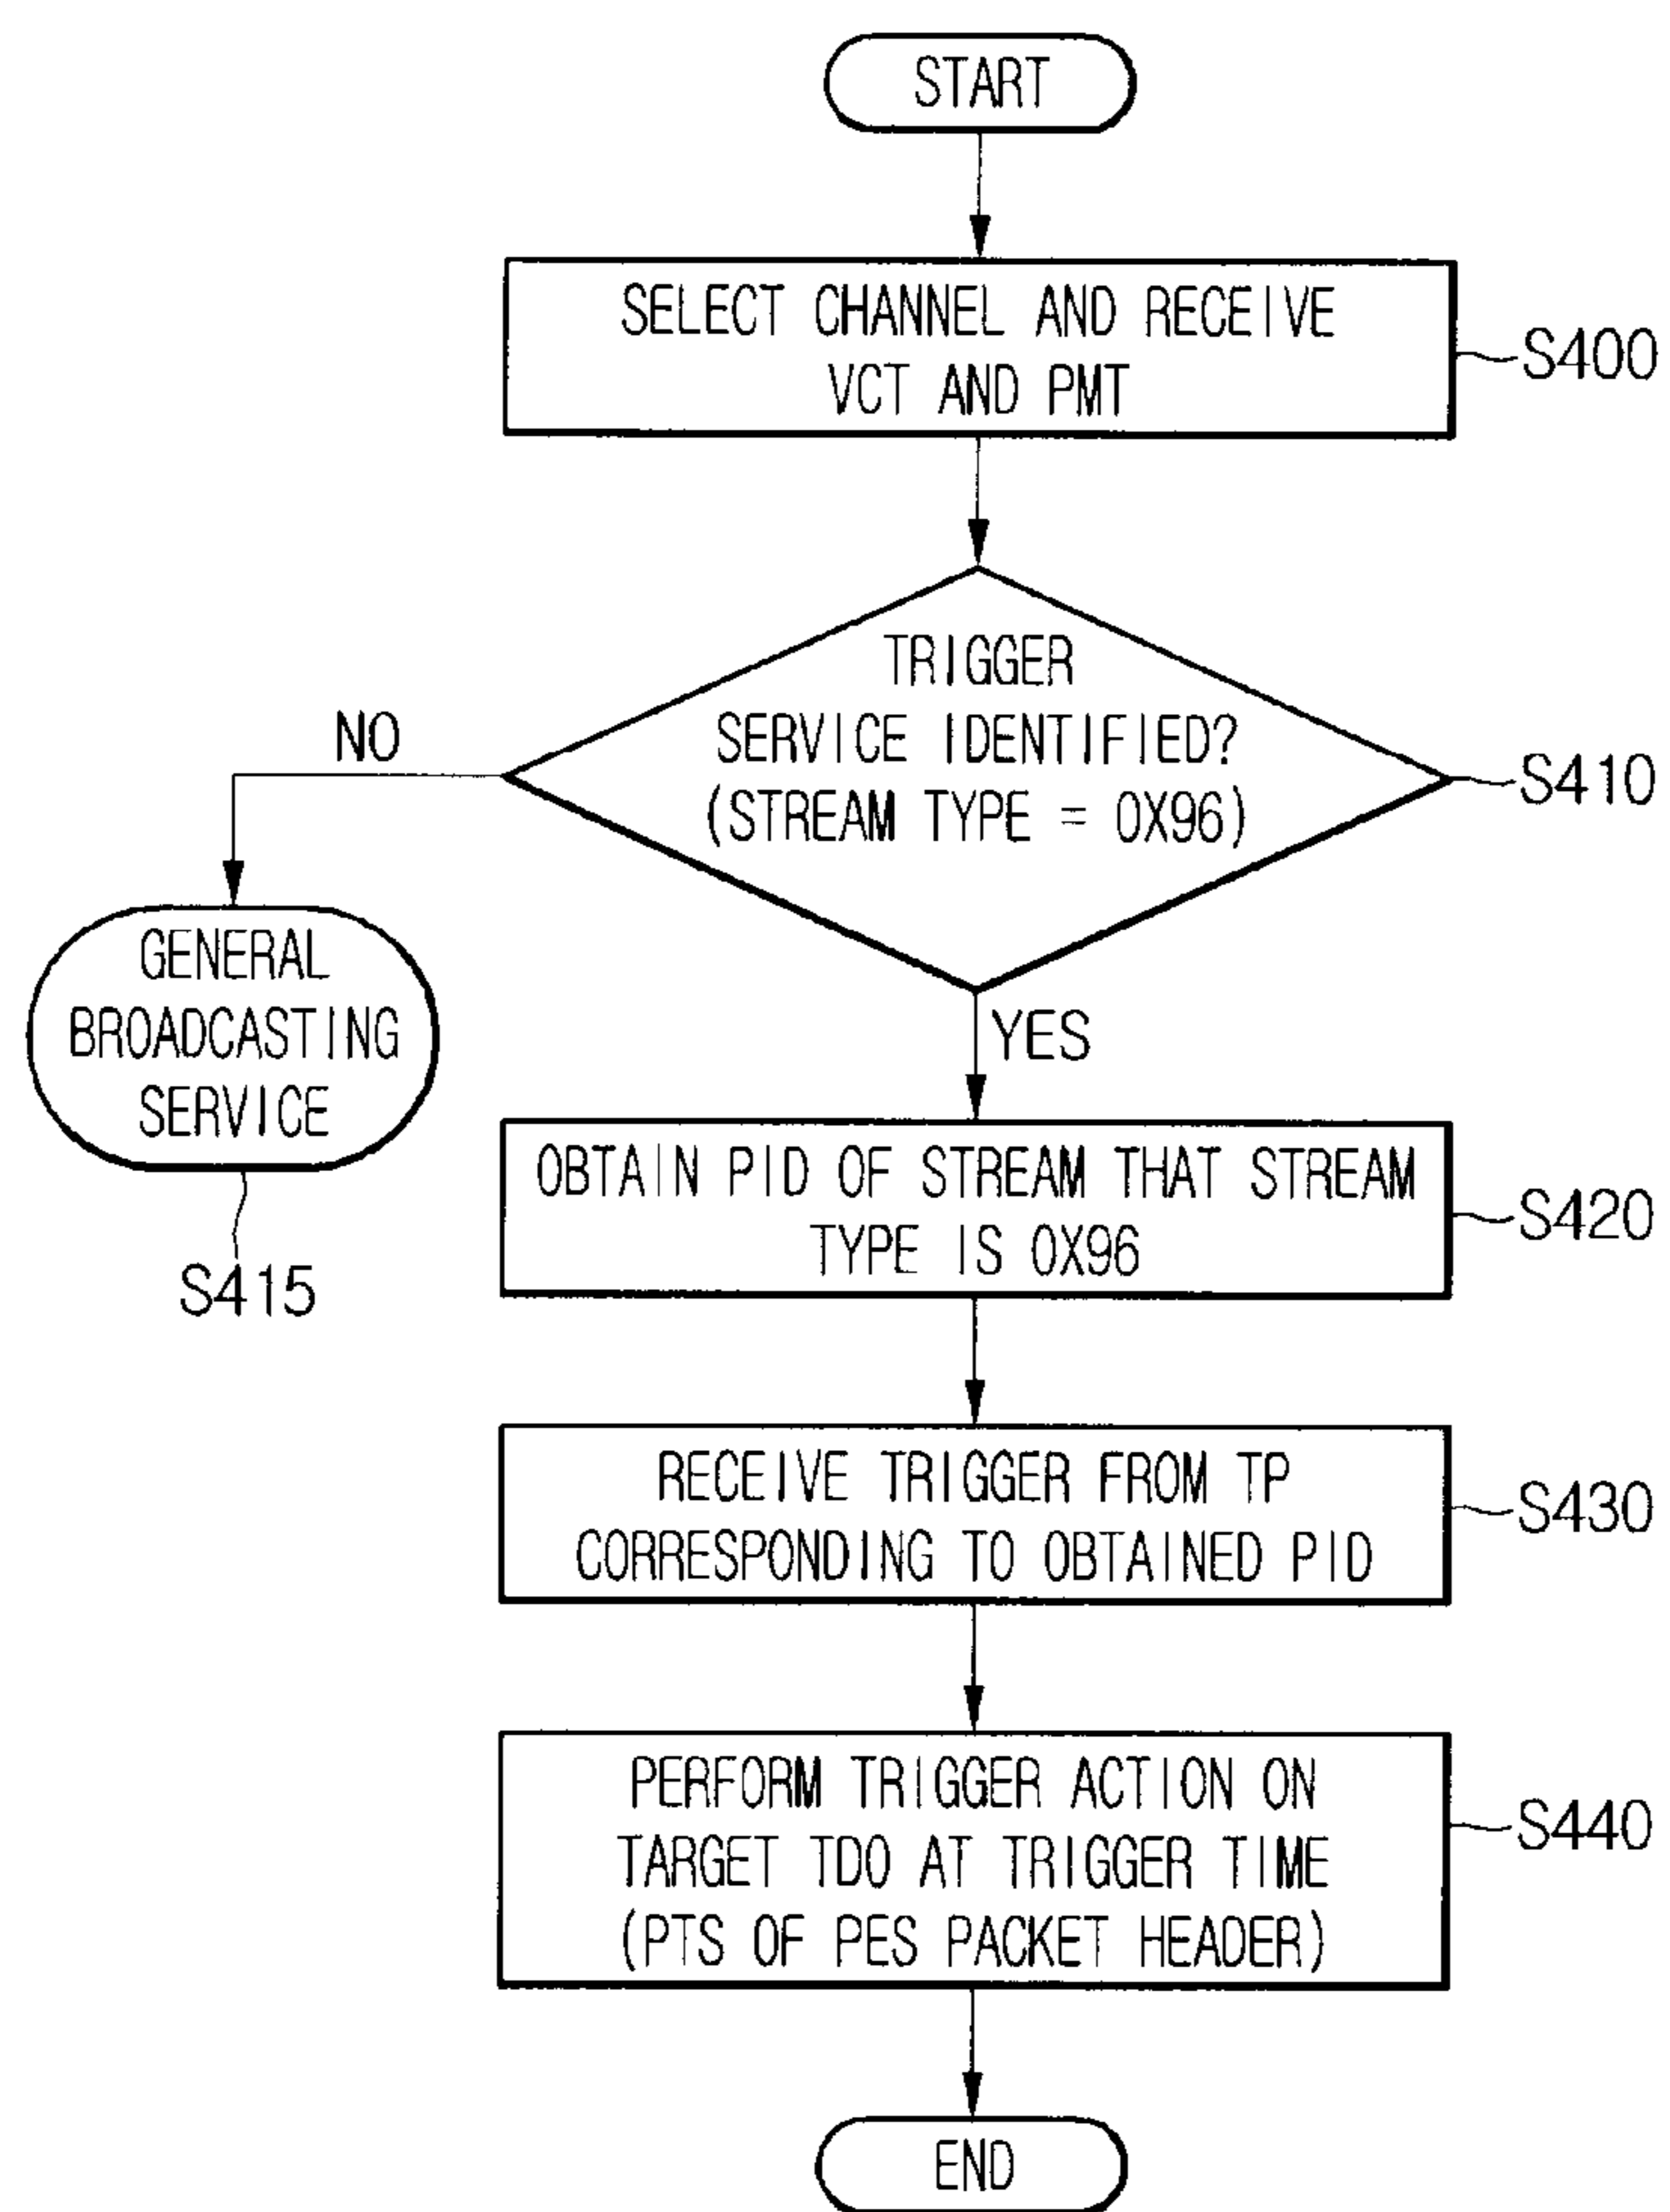 START
SELECT CHANNEL AND RECEIVE
VCT AND PMT
S400
TRIGGER
SERVICE IDENTIFIED?
(STREAM TYPE = 0X96)
S410
NO
GENERAL
BROADCASTING
SERVICE
S415
YES
OBTAIN PID OF STREAM THAT STREAM
TYPE IS 0X96
S420
RECEIVE TRIGGER FROM TP
CORRESPONDING TO OBTAINED PID
S430
PERFORM TRIGGER ACTION ON
TARGET TDO AT TRIGGER TIME
(PTS OF PES PACKET HEADER)
S440
END